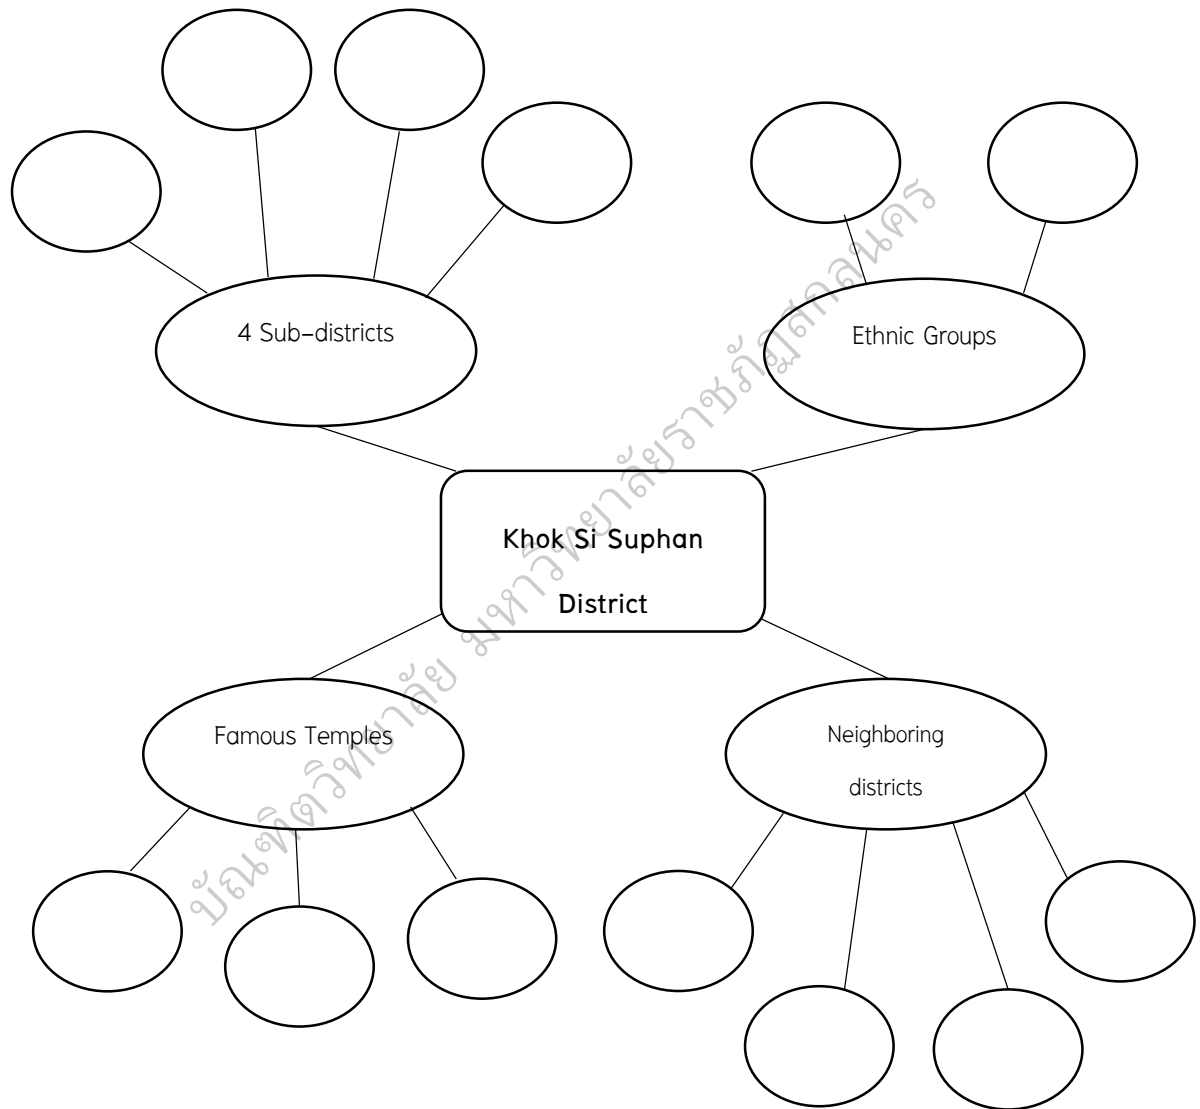 4 Sub-districts
Ethnic Groups
Khok Si Suphan
District
Famous Temples
Neighboring
districts
บัณฑิตวิทยาลัย มหาวิทยาลัยราชภัฏสกลนคร